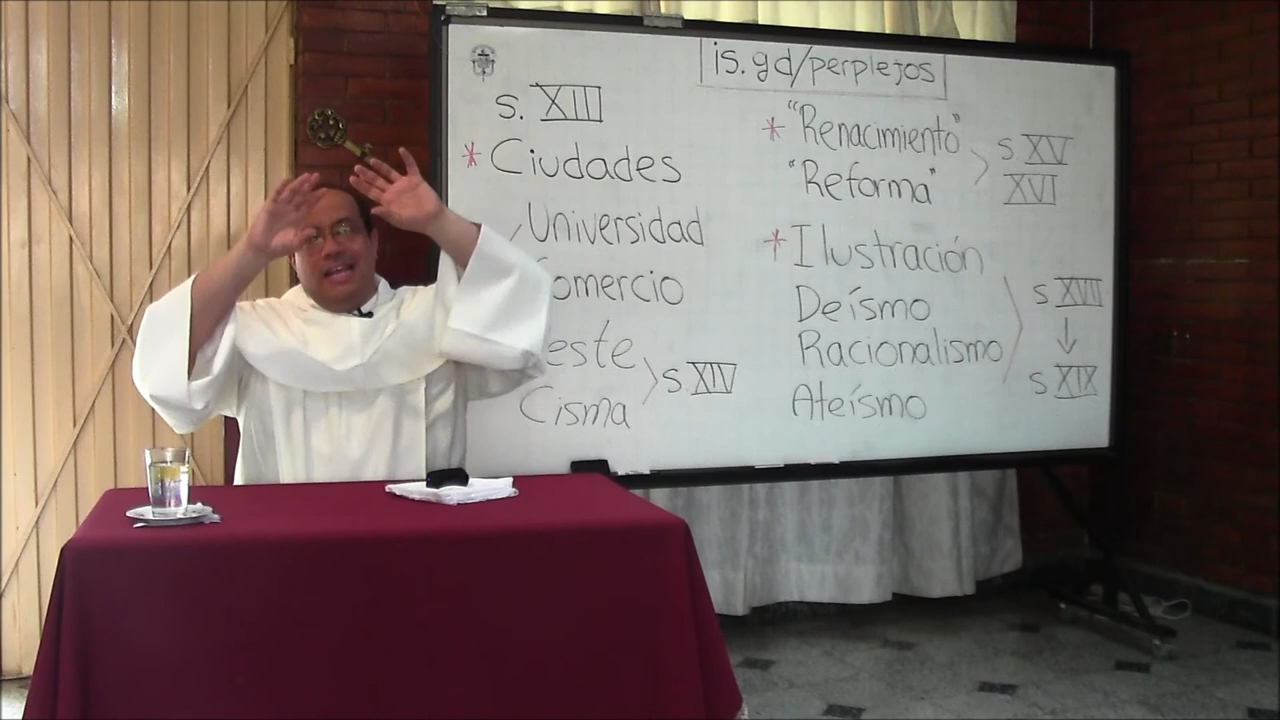 is.gd/perplejos
s. XIII
* Ciudades
Universidad
omercio
este
Cisma
s XIV
* "Renacimiento"
"Reforma"
s XV
XVI
* Ilustración
Deísmo
Racionalismo
Ateísmo
s XVII
↓
s XIX